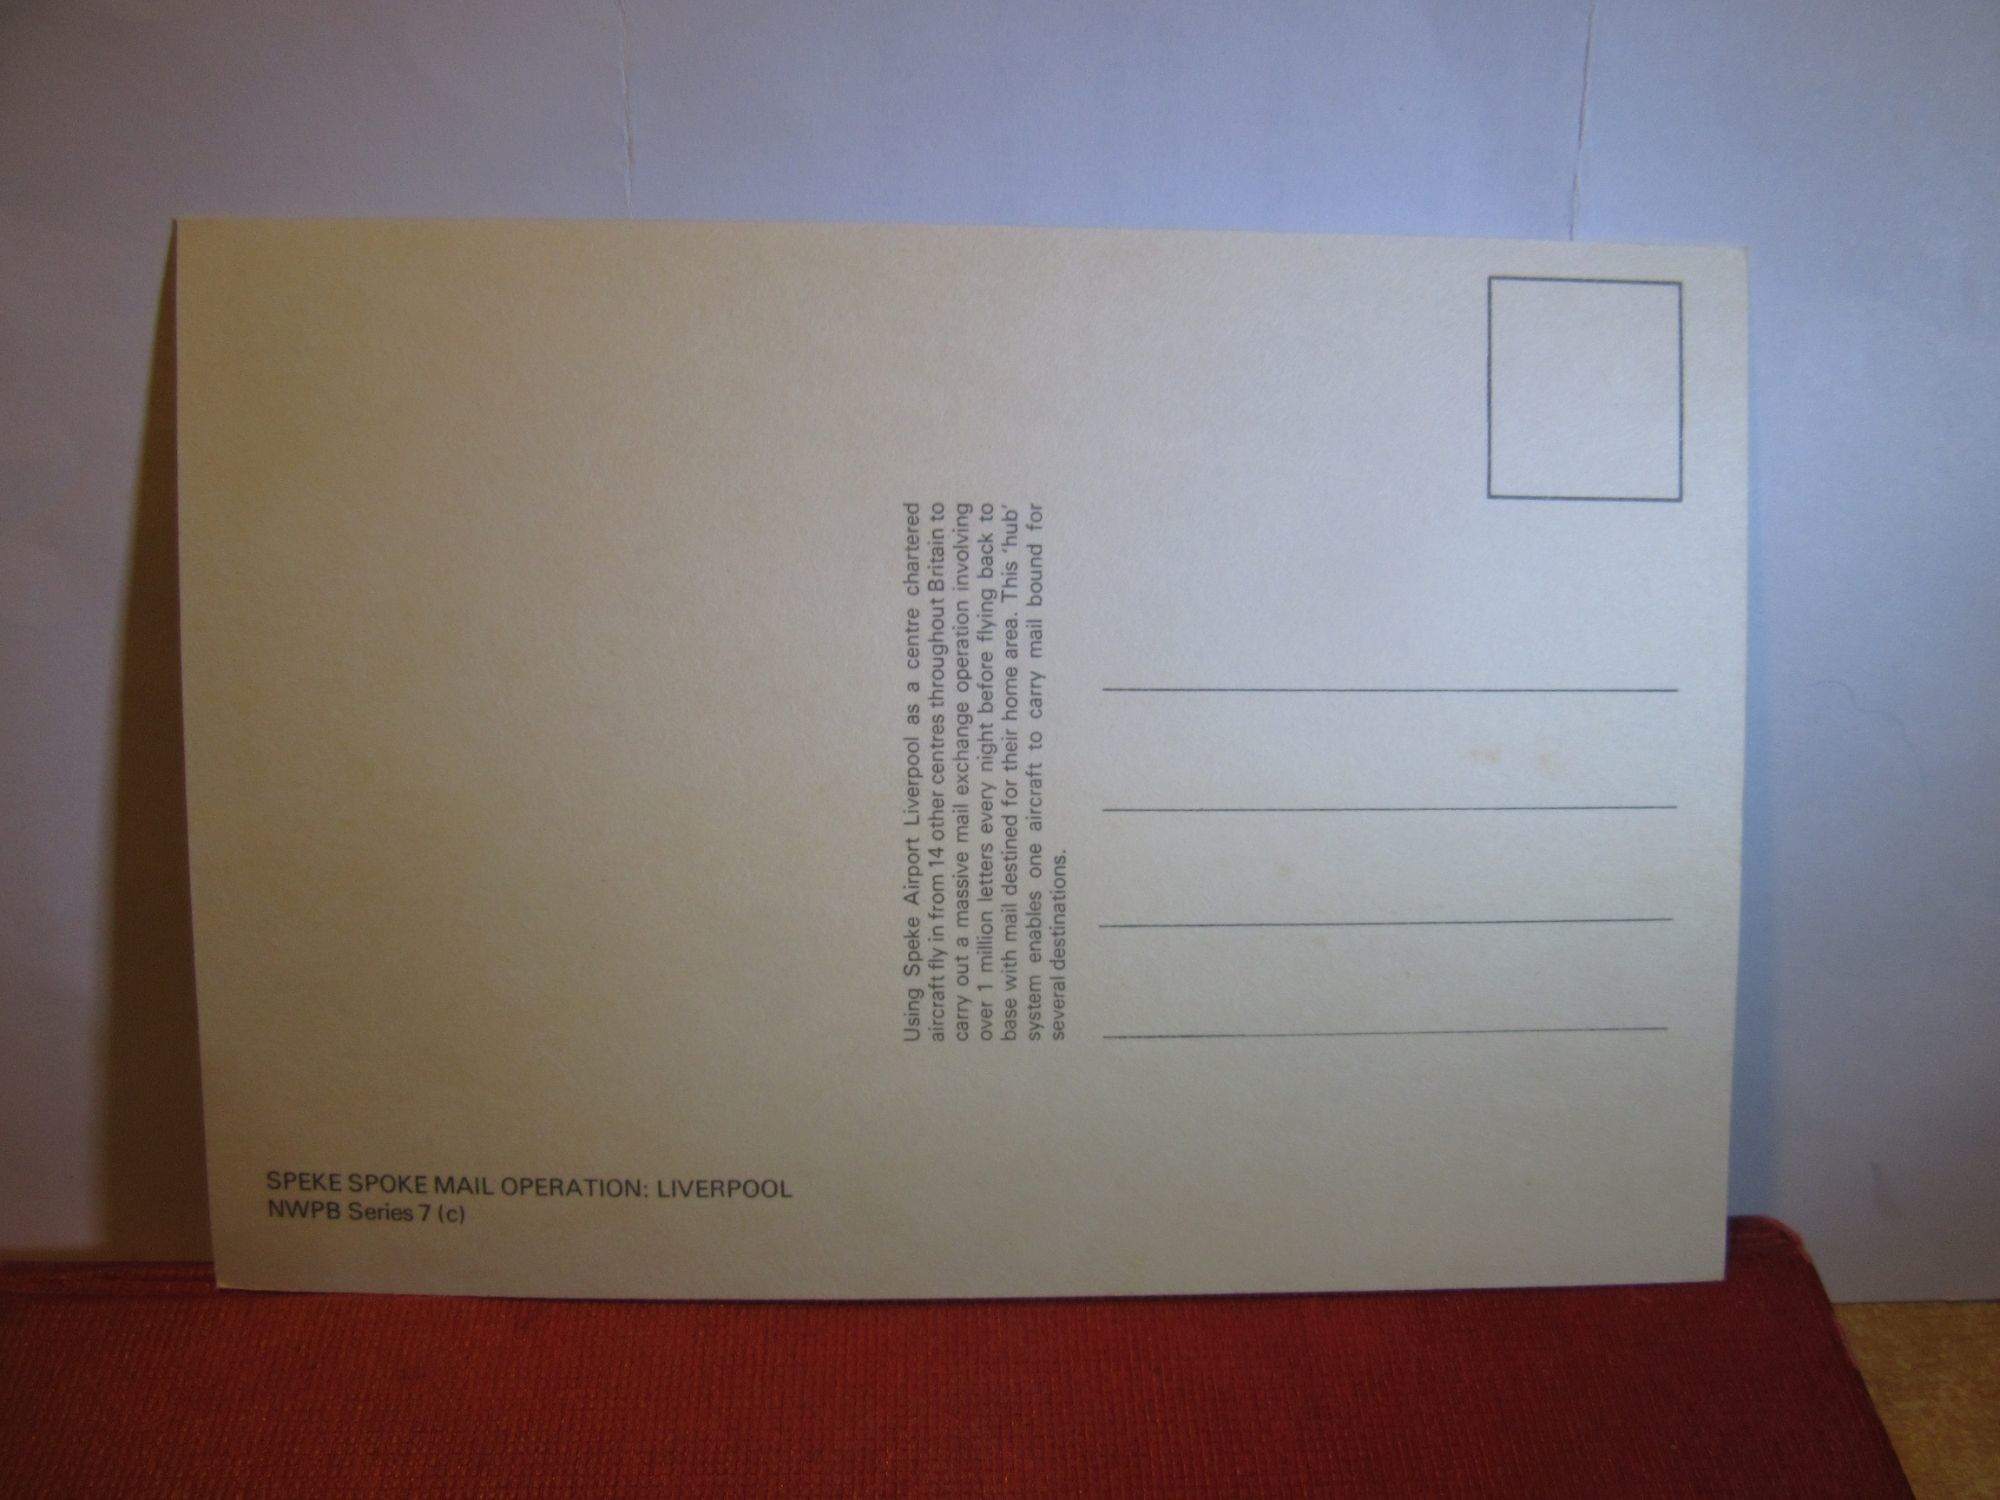 Using Speke Airport Liverpool as a centre chartered
aircraft fly in from 14 other centres throughout Britain to
carry out a massive mail exchange operation involving
over 1 million letters every night before flying back to
base with mail destined for their home area. This ‘hub’
system enables one aircraft to carry mail bound for
several destinations.
SPEKE SPOKE MAIL OPERATION: LIVERPOOL
NWPB Series 7 (c)